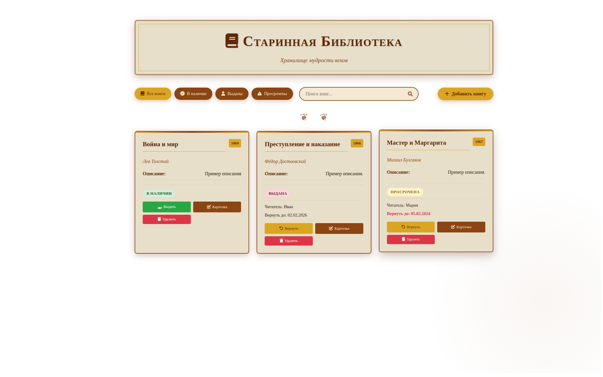 Старинная Библиотека
Хранилище мудрости веков
Все книги
В наличии
Выданы
Просрочены
Поиск книг...
Добавить книгу
Война и мир
1869
Лев Толстой
Описание: Пример описания
В НАЛИЧИИ
Выдать
Карточка
Удалить
Преступление и наказание
1866
Фёдор Достоевский
Описание: Пример описания.
ВЫДАНА
Читатель: Иван
Вернуть до: 02.02.2026
Вернуть
Карточка
Удалить
Мастер и Маргарита
1967
Михаил Булгаков
Описание: Пример описания.
ПРОСРОЧЕНА
Читатель: Мария
Вернуть до: 05.02.2024
Вернуть
Карточка
Удалить